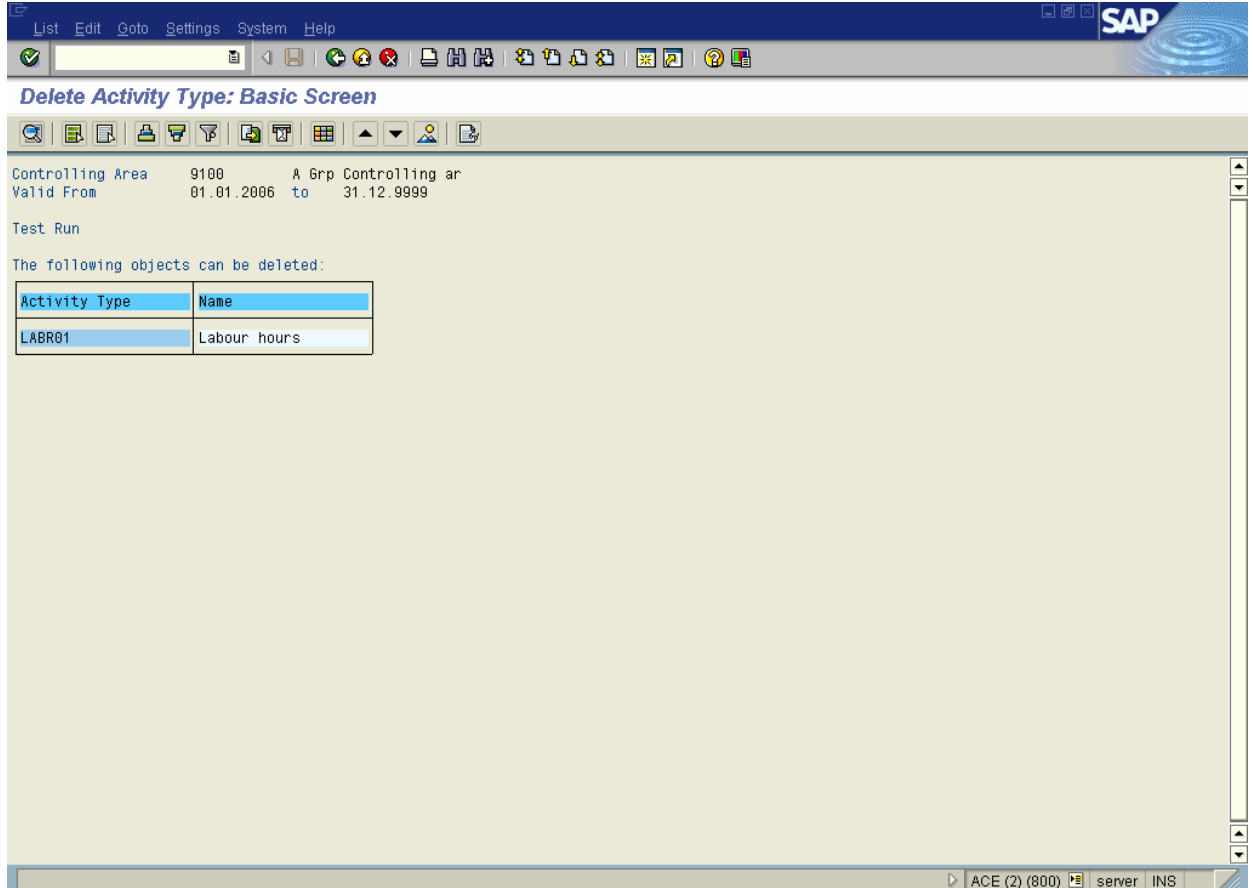 List Edit Goto Settings System Help
SAP
Delete Activity Type: Basic Screen
Controlling Area 9100 A Grp Controlling ar
Valid From 01.01.2006 to 31.12.9999
Test Run
The following objects can be deleted:
Activity Type Name
LABR01 Labour hours
ACE (2) (800) server INS